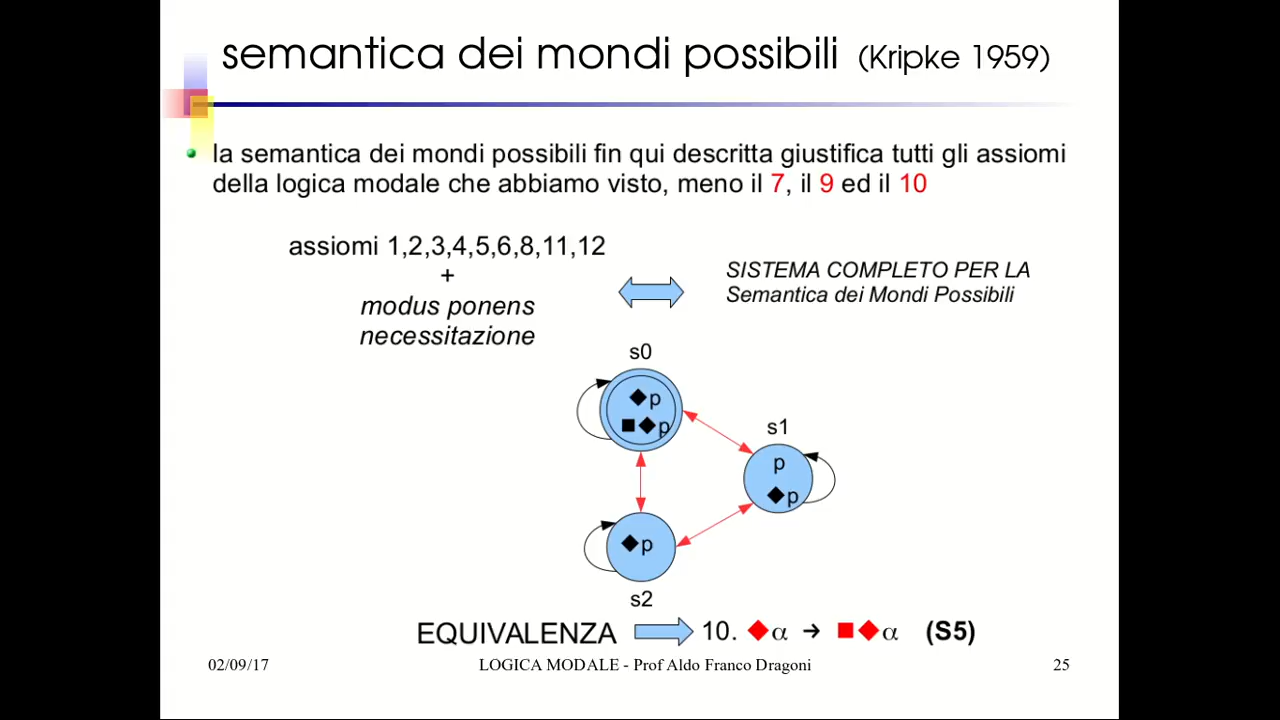 semantica dei mondi possibili (Kripke 1959)
la semantica dei mondi possibili fin qui descritta giustifica tutti gli assiomi
della logica modale che abbiamo visto, meno il 7, il 9 ed il 10
assiomi 1,2,3,4,5,6,8,11,12
+
modus ponens
necessitazione
SISTEMA COMPLETO PER LA
Semantica dei Mondi Possibili
s0
◆p
■◆p
s1
p
◆p
◆p
s2
EQUIVALENZA
10. ◆α → ■◆α (S5)
02/09/17
LOGICA MODALE - Prof Aldo Franco Dragoni
25